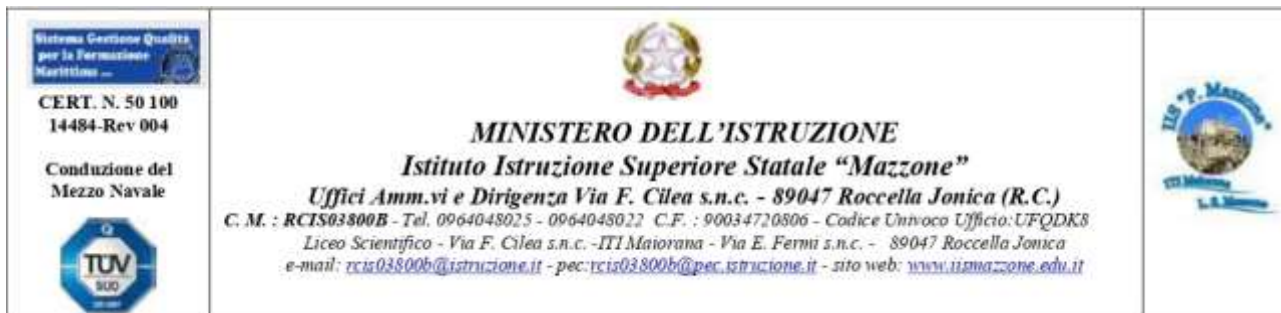 Sistema Gestione Qualità
per la Formazione
Marittima
CERT. N. 50 100
14484-Rev 004
Conduzione del
Mezzo Navale
TÜV
SUD
MINISTERO DELL'ISTRUZIONE
Istituto Istruzione Superiore Statale “Mazzone”
Uffici Amm.vi e Dirigenza Via F. Cilea s.n.c. - 89047 Roccella Jonica (R.C.)
C. M. : RCIS03800B - Tel. 0964048025 - 0964048022 C.F. : 90034720806 - Codice Univoco Ufficio:UFQDK8
Liceo Scientifico - Via F. Cilea s.n.c. -ITI Maiorana - Via E. Fermi s.n.c. - 89047 Roccella Jonica
e-mail: rcis03800b@istruzione.it - pec:rcis03800b@pec.istruzione.it - sito web: www.iismazzone.edu.it
IIS "P. Mazzone"
ITI
L. S. Mazzone